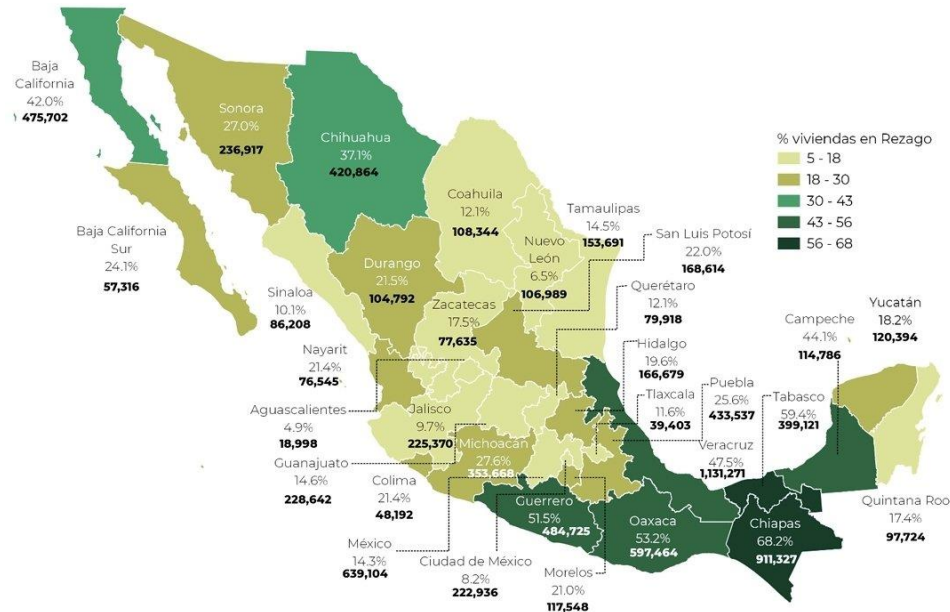 Baja
California
42.0%
475,702
Sonora
27.0%
236,917
Chihuahua
37.1%
420,864
% viviendas en Rezago
5 - 18
18 - 30
30 - 43
43 - 56
56 - 68
Coahuila
12.1%
108,344
Tamaulipas
14.5%
153,691
San Luis Potosí
22.0%
168,614
Nuevo
León
6.5%
106,989
Baja California
Sur
24.1%
57,316
Durango
21.5%
104,792
Sinaloa
10.1%
86,208
Zacatecas
17.5%
77,635
Querétaro
12.1%
79,918
Yucatán
18.2%
120,394
Campeche
44.1%
114,786
Hidalgo
19.6%
166,679
Nayarit
21.4%
76,545
Puebla
25.6%
433,537
Tabasco
59.4%
399,121
Tlaxcala
11.6%
39,403
Aguascalientes
4.9%
18,998
Jalisco
9.7%
225,370
Veracruz
47.5%
1,131,271
Michoacán
27.6%
353,668
Guanajuato
14.6%
228,642
Colima
21.4%
48,192
Quintana Roo
17.4%
97,724
Guerrero
51.5%
484,725
Oaxaca
53.2%
597,464
Chiapas
68.2%
911,327
México
14.3%
639,104
Ciudad de México
8.2%
222,936
Morelos
21.0%
117,548